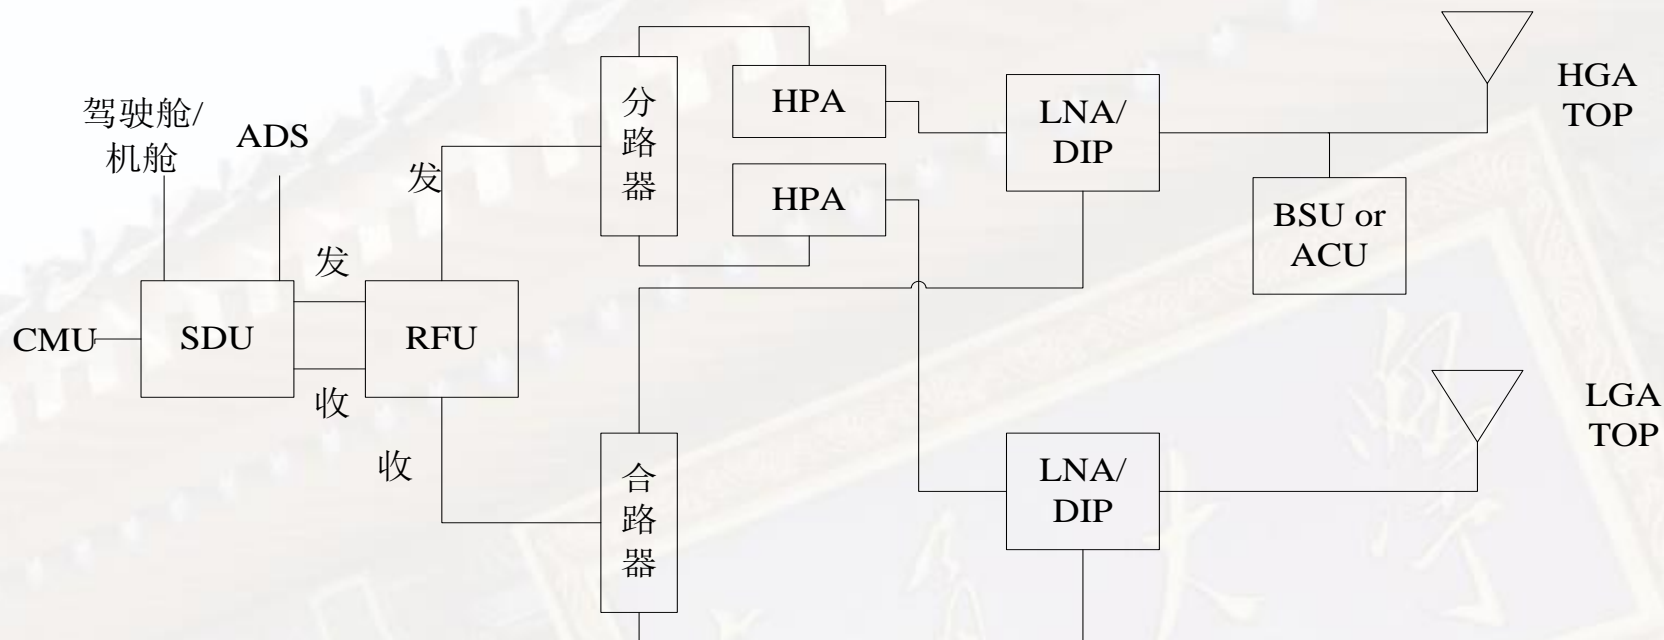 驾驶舱/
机舱
ADS
CMU
SDU
发
收
RFU
发
收
分
路
器
合
路
器
HPA
HPA
LNA/
DIP
BSU or
ACU
HGA
TOP
LNA/
DIP
LGA
TOP